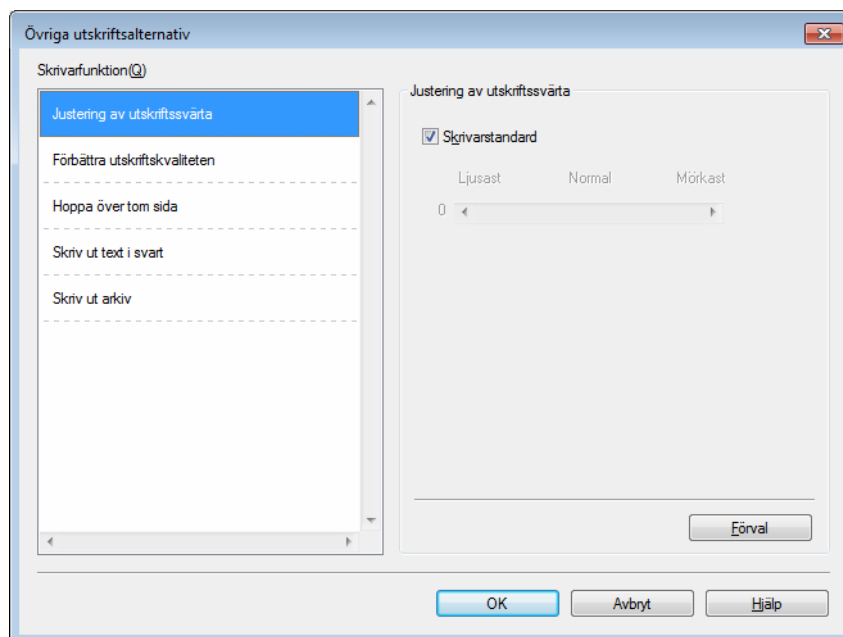 Övriga utskriftsalternativ
Skrivarfunktion(Q)
Justering av utskriftssvärta
Förbättra utskriftskvaliteten
Hoppa över tom sida
Skriv ut text i svart
Skriv ut arkiv
Justering av utskriftssvärta
Skrivarstandard
Ljusast Normal Mörkast
0
Förval
OK Avbryt Hjälp